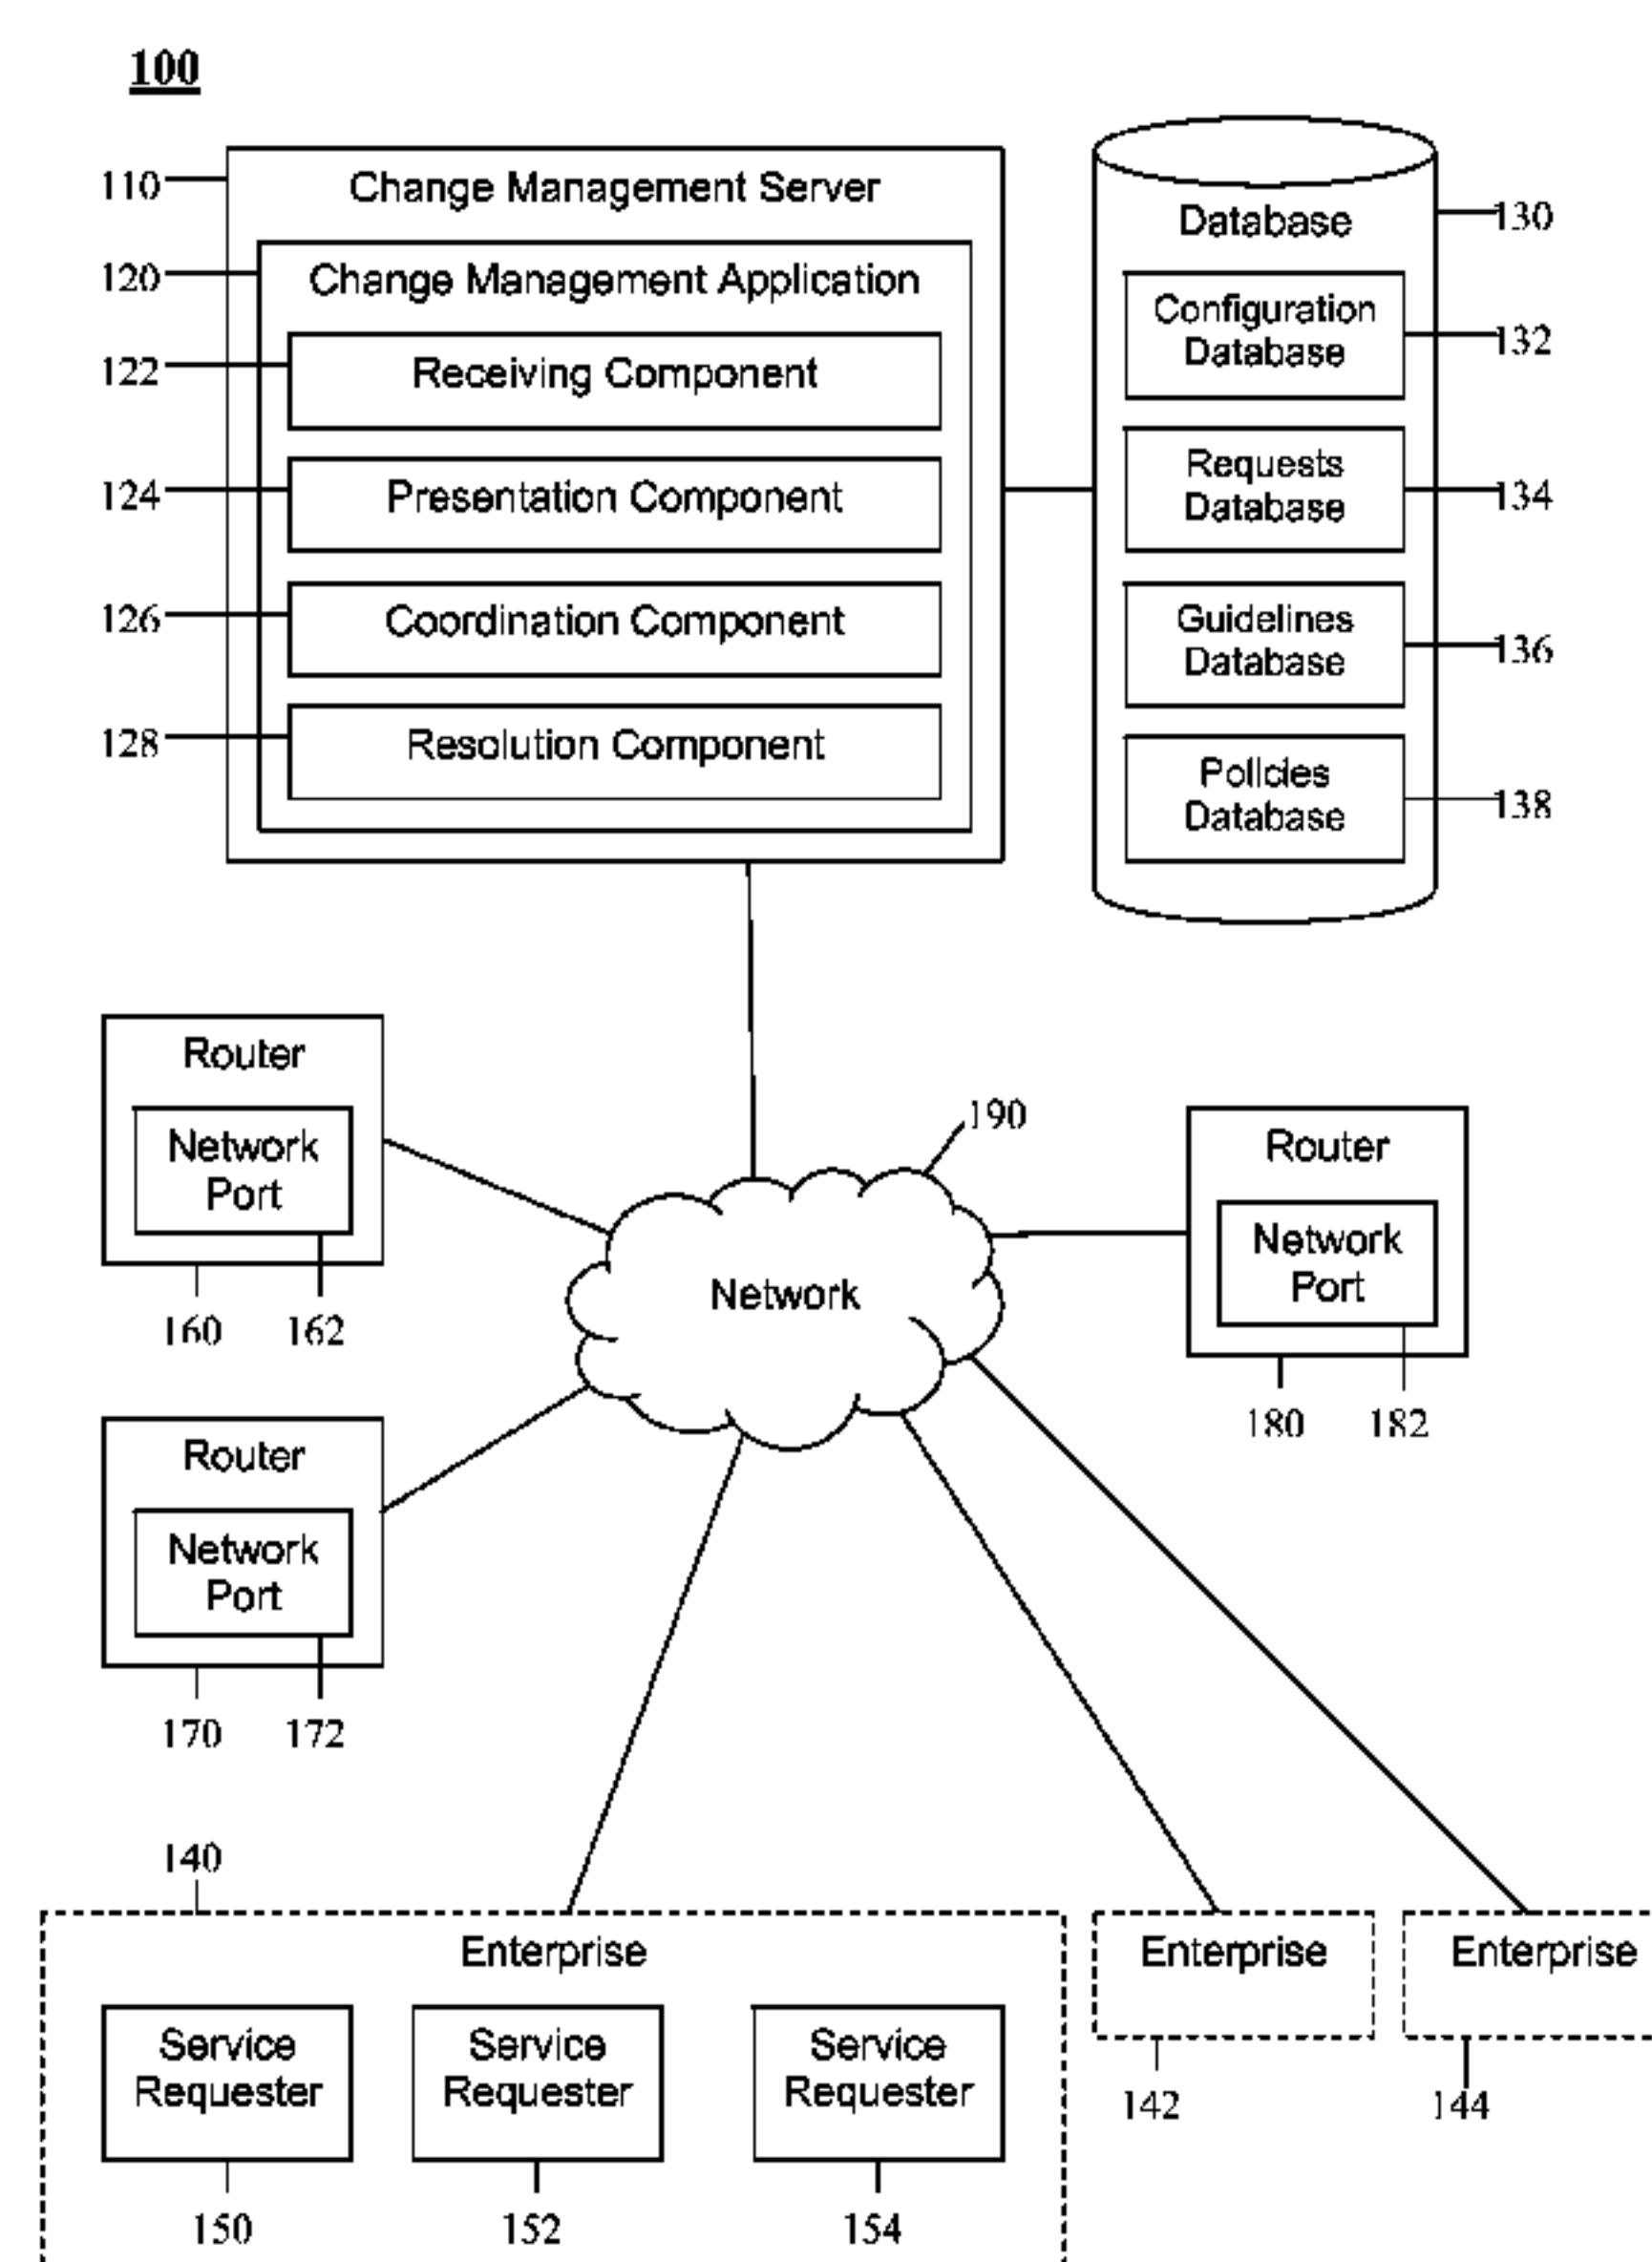 100
110
Change Management Server
120
Change Management Application
122
Receiving Component
124
Presentation Component
126
Coordination Component
128
Resolution Component
Database
130
Configuration
Database
132
Requests
Database
134
Guidelines
Database
136
Policies
Database
138
Router
Network
Port
160
162
190
Network
Router
Network
Port
180
182
Router
Network
Port
170
172
140
Enterprise
Service
Requester
150
Service
Requester
152
Service
Requester
154
Enterprise
142
Enterprise
144